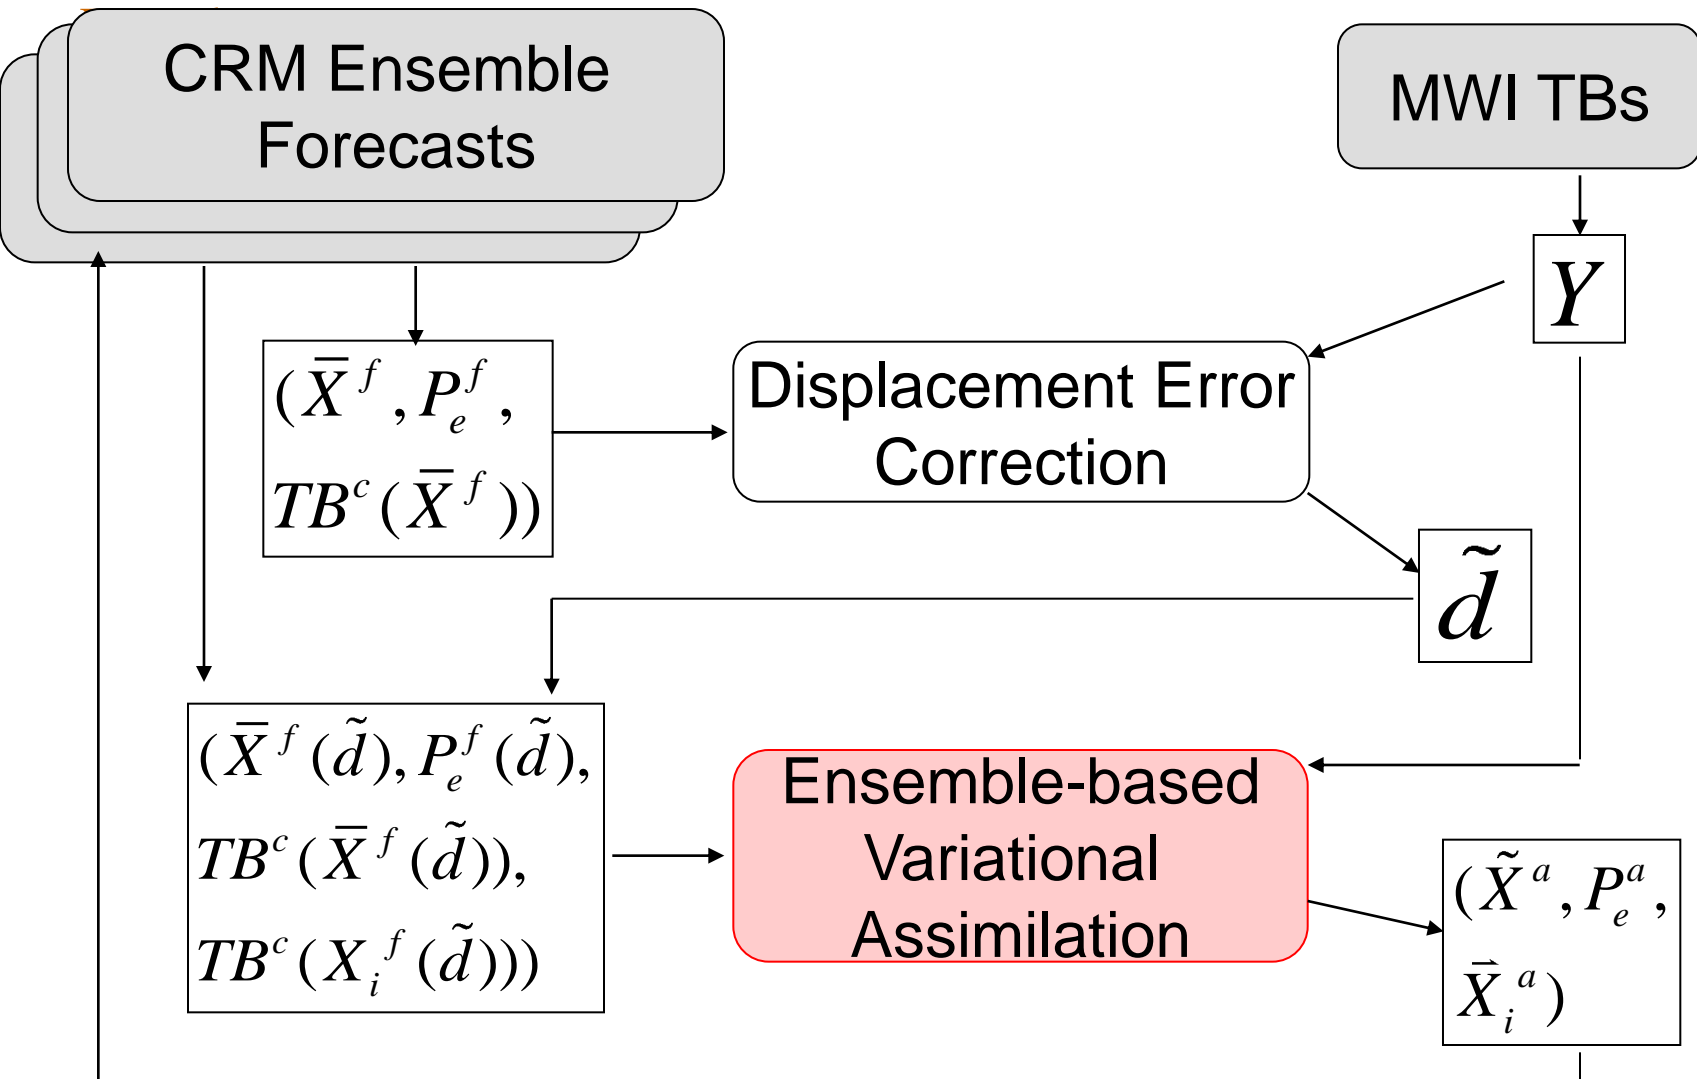 CRM Ensemble
Forecasts
MWI TBs
Y
(X̅ᶠ, Pₑᶠ,
TBᶜ(X̅ᶠ))
Displacement Error
Correction
d̃
(X̅ᶠ(d̃), Pₑᶠ(d̃),
TBᶜ(X̅ᶠ(d̃)),
TBᶜ(Xᵢᶠ(d̃)))
Ensemble-based
Variational
Assimilation
(X̃ᵃ, Pₑᵃ,
X⃗ᵢᵃ)